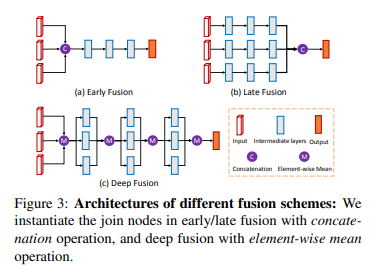 C
C
(a) Early Fusion
(b) Late Fusion
M
M
M
M
(c) Deep Fusion
Input
Intermediate layers
Output
C
M
Concatenation
Element-wise Mean
Figure 3: Architectures of different fusion schemes: We
instantiate the join nodes in early/late fusion with concate-
nation operation, and deep fusion with element-wise mean
operation.